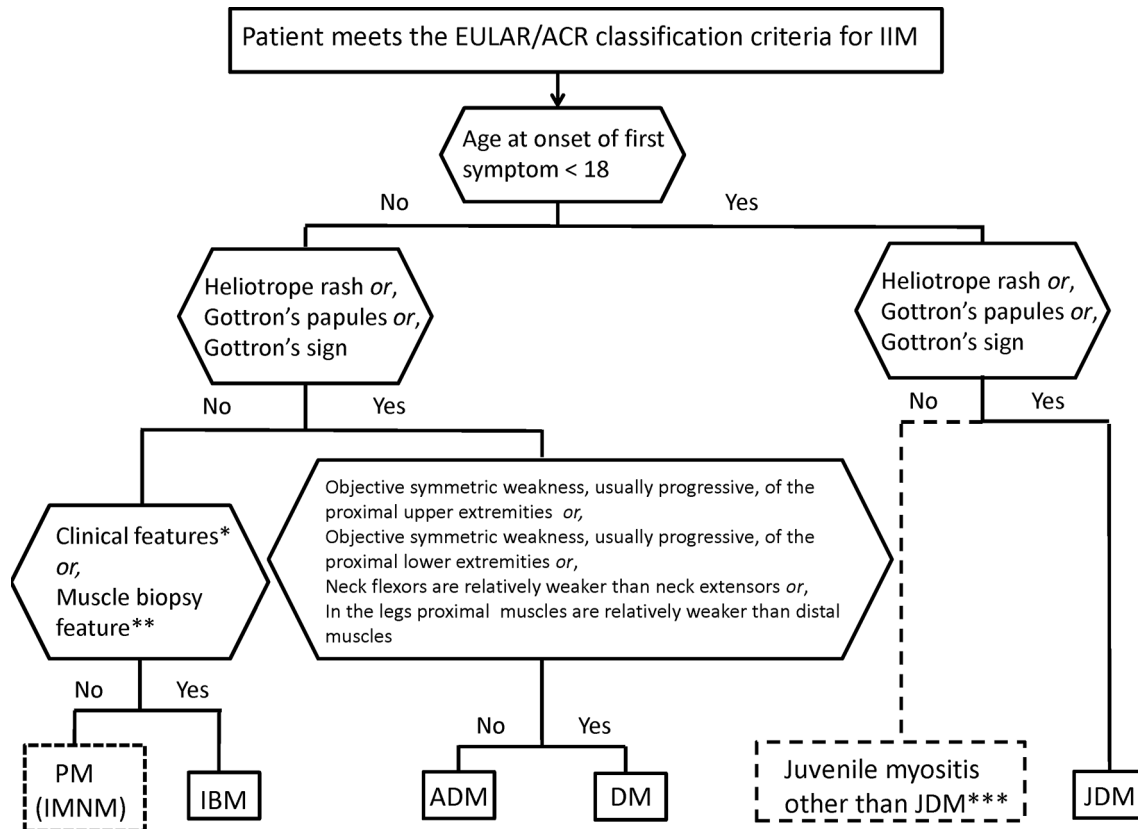 Patient meets the EULAR/ACR classification criteria for IIM
Age at onset of first
symptom < 18
No
Yes
Heliotrope rash or,
Gottron's papules or,
Gottron's sign
Heliotrope rash or,
Gottron's papules or,
Gottron's sign
No
Yes
No
Yes
Clinical features*
or,
Muscle biopsy
feature**
Objective symmetric weakness, usually progressive, of the
proximal upper extremities or,
Objective symmetric weakness, usually progressive, of the
proximal lower extremities or,
Neck flexors are relatively weaker than neck extensors or,
In the legs proximal muscles are relatively weaker than distal
muscles
No
Yes
No
Yes
PM
(IMNM)
IBM
ADM
DM
Juvenile myositis
other than JDM***
JDM